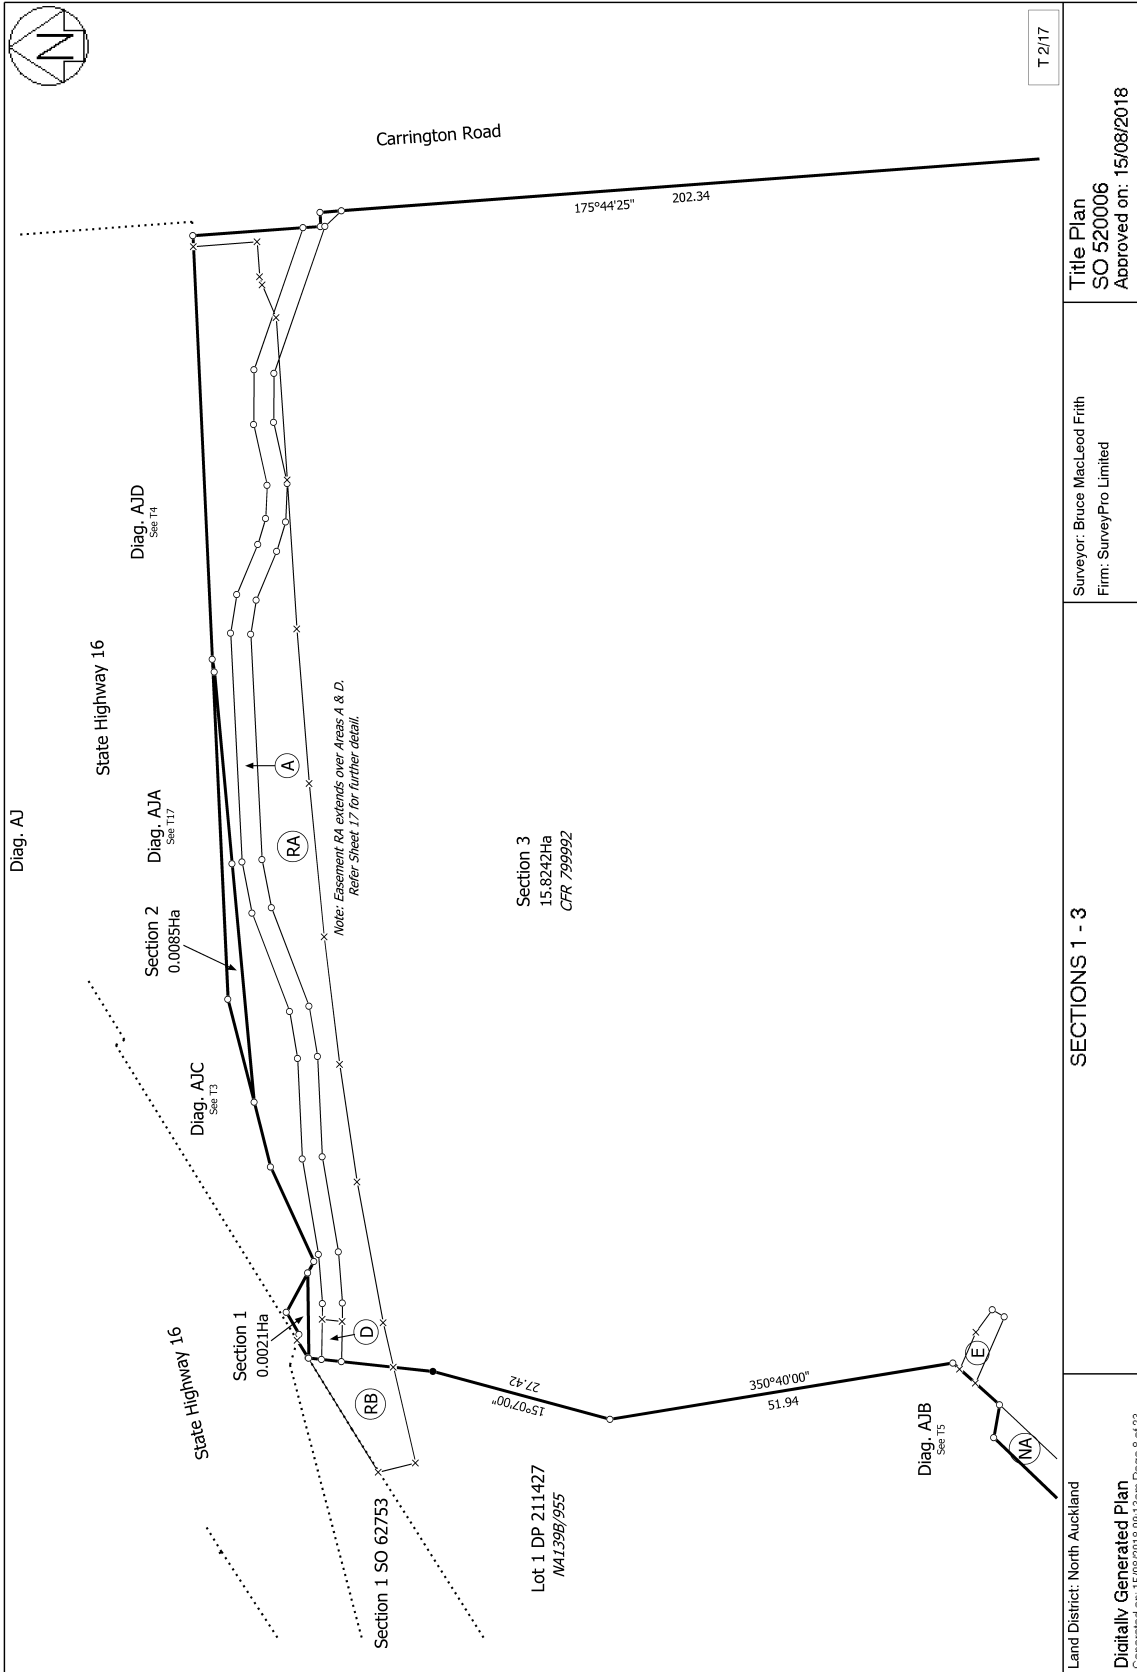 N
Diag. AJ
State Highway 16
Carrington Road
Diag. AJD
See T4
Diag. AJA
See T17
Section 2
0.0085Ha
Diag. AJC
See T3
State Highway 16
Section 1
0.0021Ha
A
RA
D
RB
Note: Easement RA extends over Areas A & D.
Refer Sheet 17 for further detail.
175°44'25"
202.34
Section 1 SO 62753
15°07'00"
27.42
Section 3
15.8242Ha
CFR 799992
Lot 1 DP 211427
NA139B/955
350°40'00"
51.94
Diag. AJB
See T5
E
NA
T 2/17
Land District: North Auckland
SECTIONS 1 - 3
Surveyor: Bruce MacLeod Frith
Firm: SurveyPro Limited
Title Plan
SO 520006
Approved on: 15/08/2018
Digitally Generated Plan